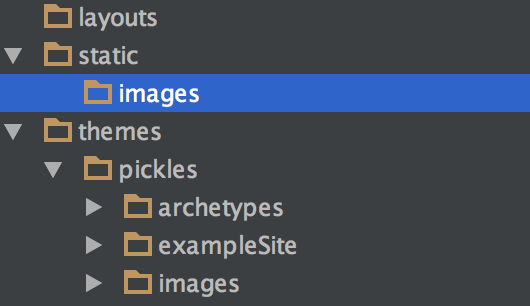 layouts
static
images
themes
pickles
archetypes
exampleSite
images